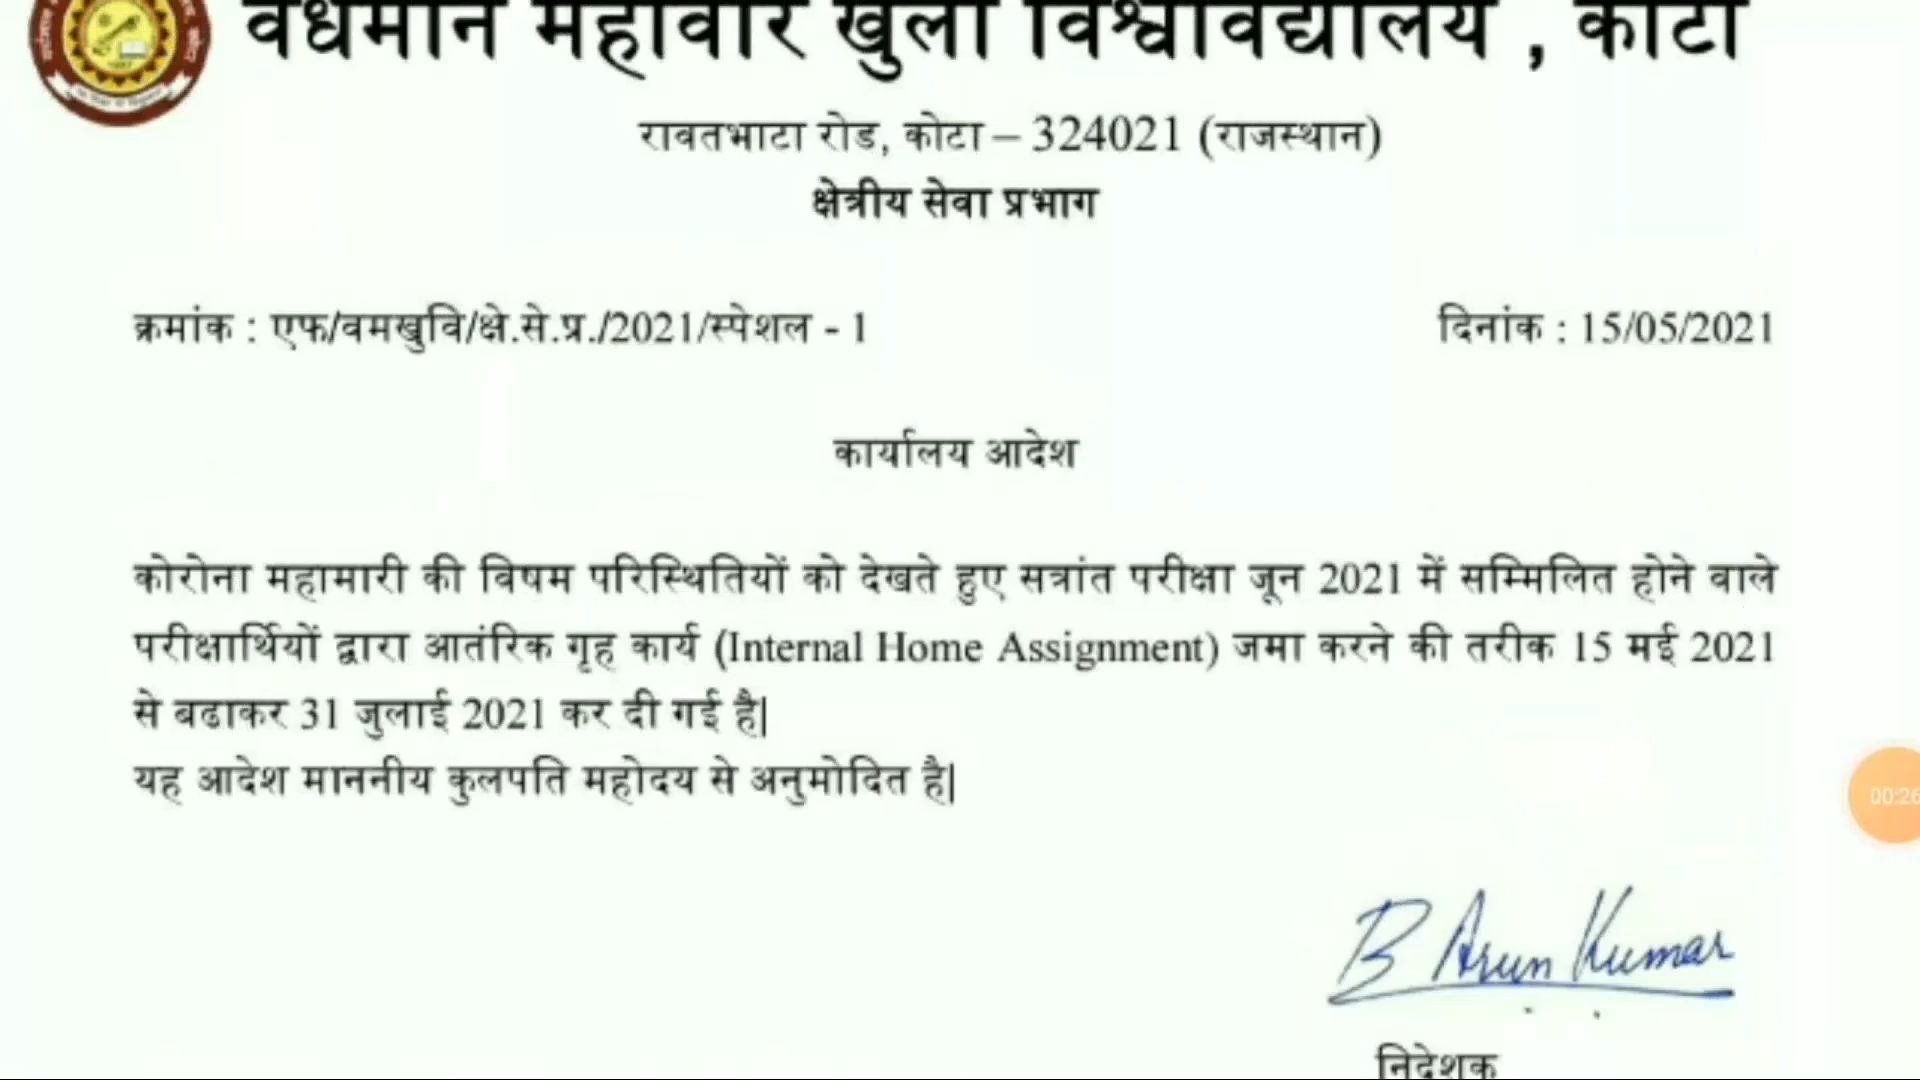 वर्धमान महावीर खुला विश्वविद्यालय , कोटा
रावतभाटा रोड, कोटा – 324021 (राजस्थान)
क्षेत्रीय सेवा प्रभाग
क्रमांक : एफ/वमखुवि/क्षे.से.प्र./2021/स्पेशल - 1
दिनांक : 15/05/2021
कार्यालय आदेश
कोरोना महामारी की विषम परिस्थितियों को देखते हुए सत्रांत परीक्षा जून 2021 में सम्मिलित होने वाले
परीक्षार्थियों द्वारा आतंरिक गृह कार्य (Internal Home Assignment) जमा करने की तरीक 15 मई 2021
से बढाकर 31 जुलाई 2021 कर दी गई है|
यह आदेश माननीय कुलपति महोदय से अनुमोदित है|
00:26
B Arun Kumar
निदेशक